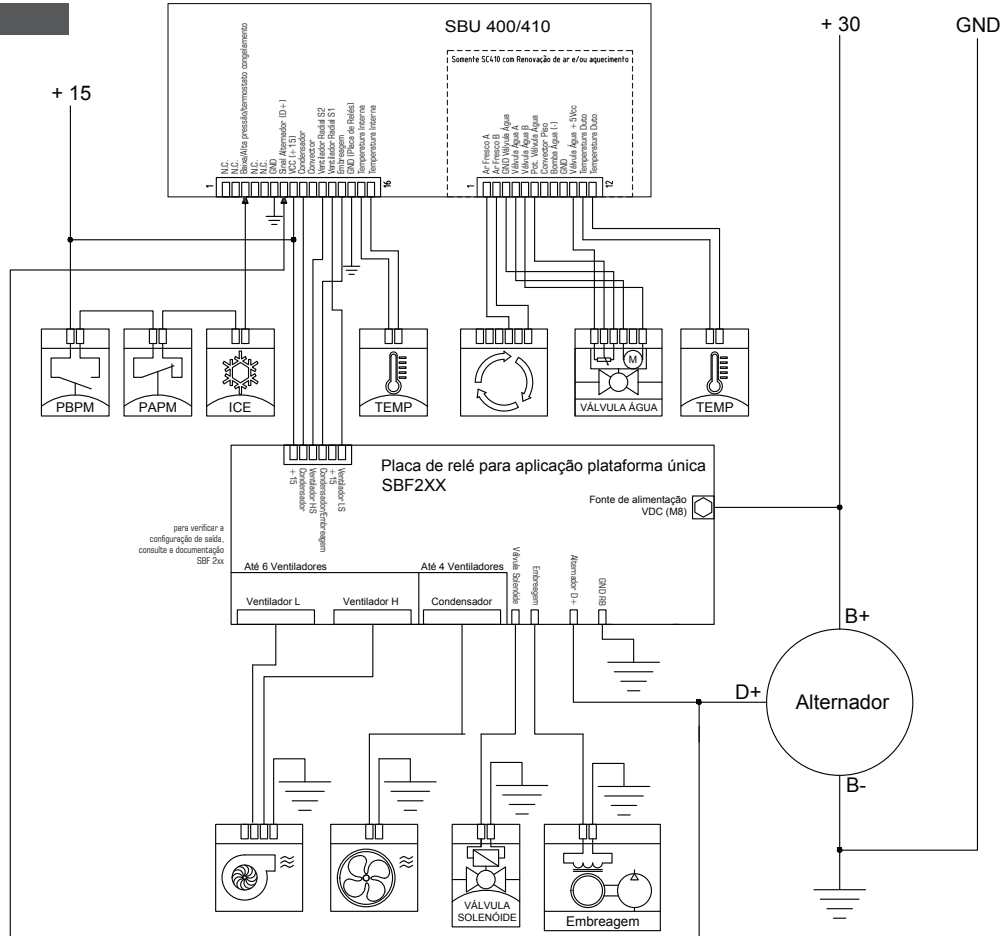 SBU 400/410
+ 30
GND
+ 15
Somente SC410 com Renovação de ar e/ou aquecimento
N.C.
N.C.
Baixa/Alta pressão/termostato congelamento
N.C.
N.C.
GND
Sinal Alternador (D+)
VCC (+ 15)
Condensador
Convector
Ventilador Radial S2
Ventilador Radial S1
Embreagem
GND (Placa de Relés)
Temperatura Interna
Temperatura Interna
1
16
Ar Fresco A
Ar Fresco B
GND Válvula Água
Válvula Água A
Válvula Água B
Pot. Válvula Água
Convector Piso
Bomba Água (-)
GND
Válvula Água + 5Vcc
Temperatura Duto
Temperatura Duto
1
12
PBPM
PAPM
ICE
TEMP
M
VÁLVULA ÁGUA
TEMP
+ 15
Condensador
Ventilador HS
Condensador/Embreagem
+ 15
Ventilador LS
Placa de relé para aplicação plataforma única
SBF2XX
Fonte de alimentação
VDC (M8)
para verificar a
configuração de saída,
consulte a documentação
SBF 2xx
Até 6 Ventiladores
Até 4 Ventiladores
Ventilador L
Ventilador H
Condensador
Válvula Solenóide
Embreagem
Alternador D+
GND RB
B+
D+
Alternador
B-
VÁLVULA
SOLENÓIDE
Embreagem